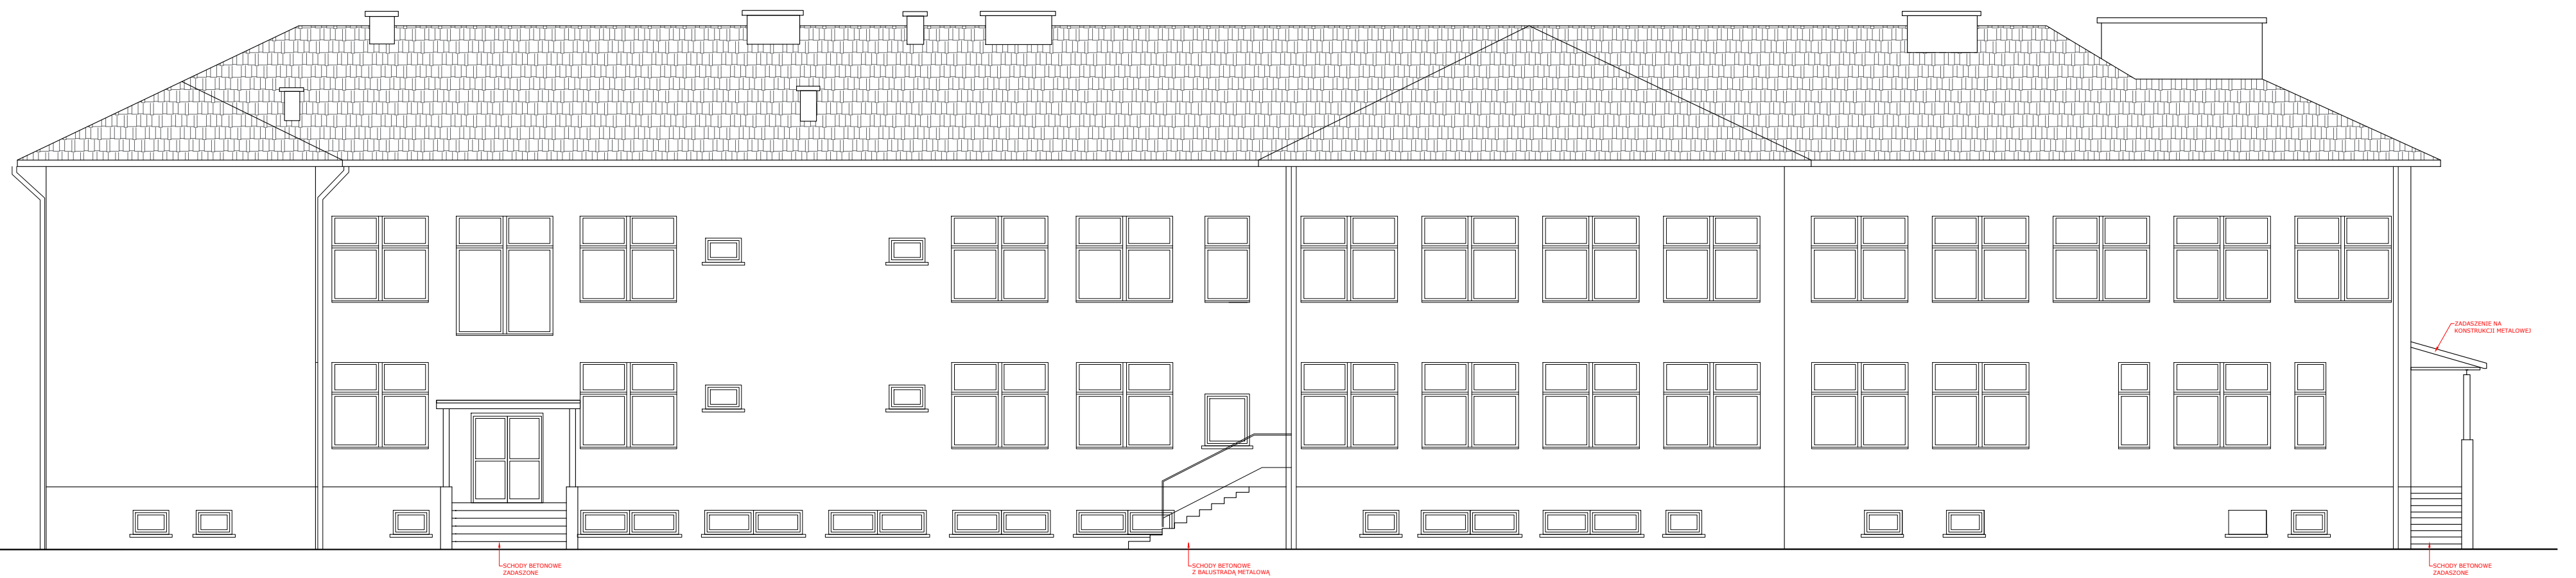 ZADASZENIE NA
KONSTRUKCJI METALOWEJ
SCHODY BETONOWE
ZADASZONE
SCHODY BETONOWE
Z BALUSTRADĄ METALOWĄ
SCHODY BETONOWE
ZADASZONE